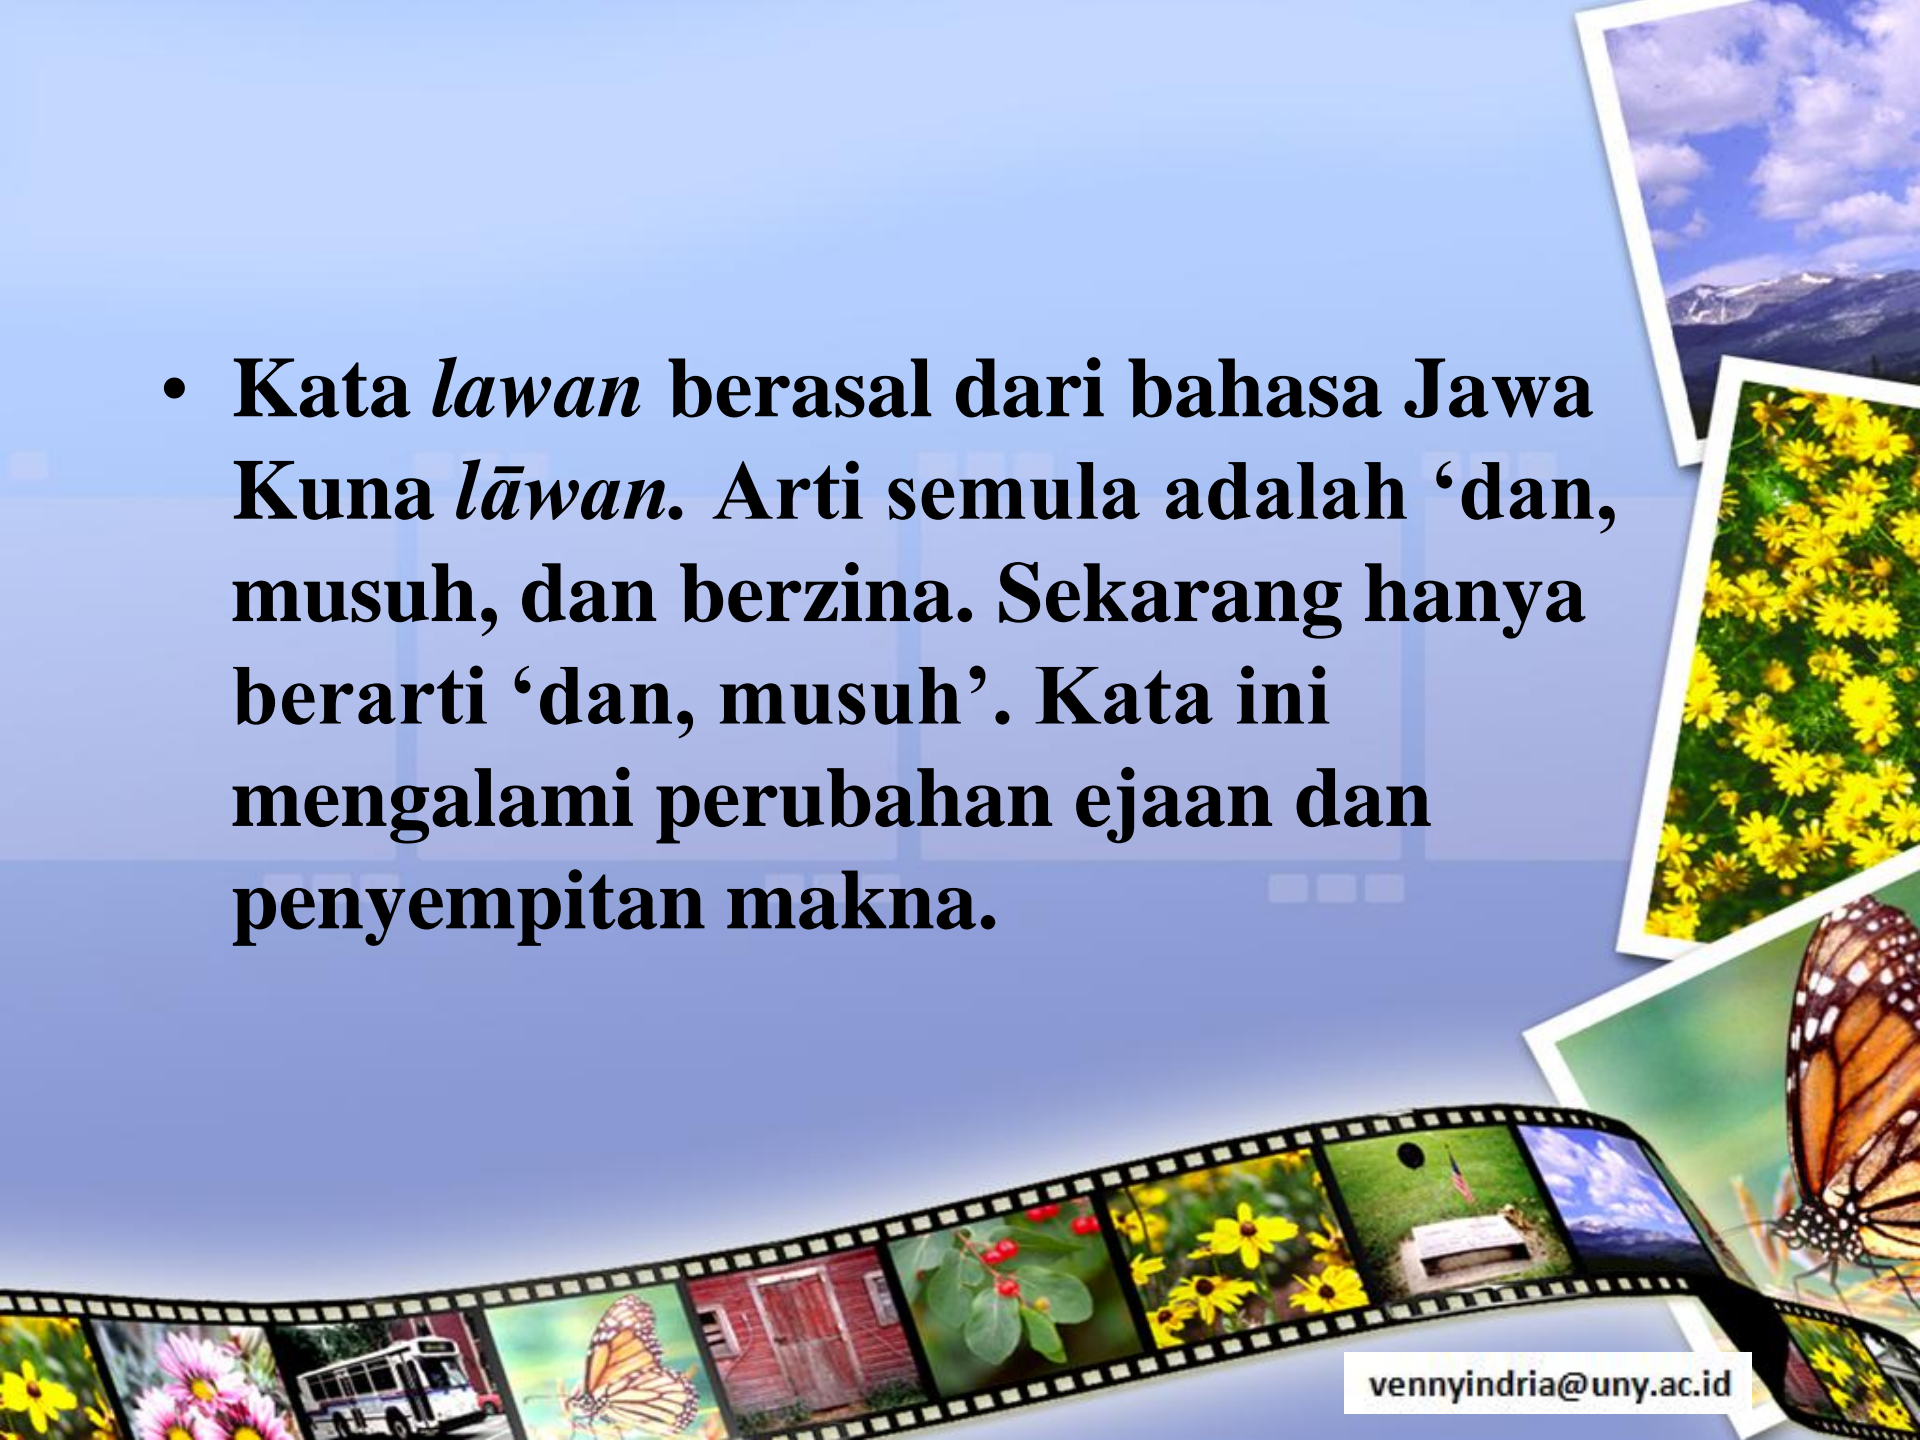 • Kata lawan berasal dari bahasa Jawa
Kuna lāwan. Arti semula adalah ‘dan,
musuh, dan berzina. Sekarang hanya
berarti ‘dan, musuh’. Kata ini
mengalami perubahan ejaan dan
penyempitan makna.
vennyindria@uny.ac.id